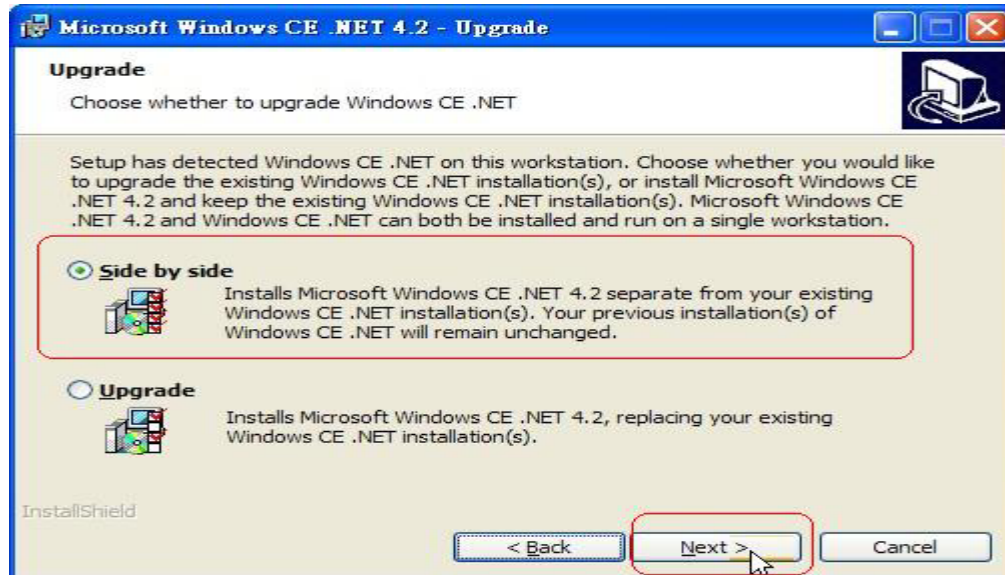 Microsoft Windows CE .NET 4.2 - Upgrade
Upgrade
Choose whether to upgrade Windows CE .NET
Setup has detected Windows CE .NET on this workstation. Choose whether you would like
to upgrade the existing Windows CE .NET installation(s), or install Microsoft Windows CE
.NET 4.2 and keep the existing Windows CE .NET installation(s). Microsoft Windows CE
.NET 4.2 and Windows CE .NET can both be installed and run on a single workstation.
Side by side
Installs Microsoft Windows CE .NET 4.2 separate from your existing
Windows CE .NET installation(s). Your previous installation(s) of
Windows CE .NET will remain unchanged.
Upgrade
Installs Microsoft Windows CE .NET 4.2, replacing your existing
Windows CE .NET installation(s).
InstallShield
< Back Next > Cancel